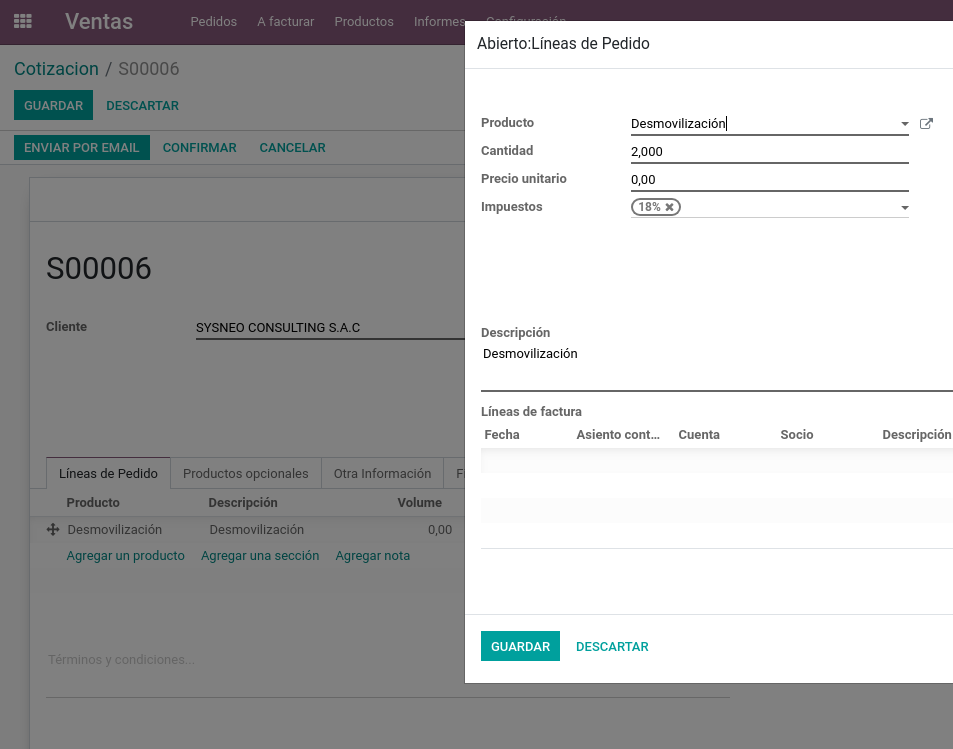 Ventas Pedidos A facturar Productos Informes Configuración
Cotizacion / S00006
GUARDAR DESCARTAR
ENVIAR POR EMAIL CONFIRMAR CANCELAR
S00006
Cliente SYSNEO CONSULTING S.A.C
Líneas de Pedido Productos opcionales Otra Información
Producto Descripción Volume
Desmovilización Desmovilización 0,00
Agregar un producto Agregar una sección Agregar nota
Términos y condiciones...
Abierto:Líneas de Pedido
Producto Desmovilización
Cantidad 2,000
Precio unitario 0,00
Impuestos 18% ✖
Descripción
Desmovilización
Líneas de factura
Fecha Asiento cont... Cuenta Socio Descripción
GUARDAR DESCARTAR